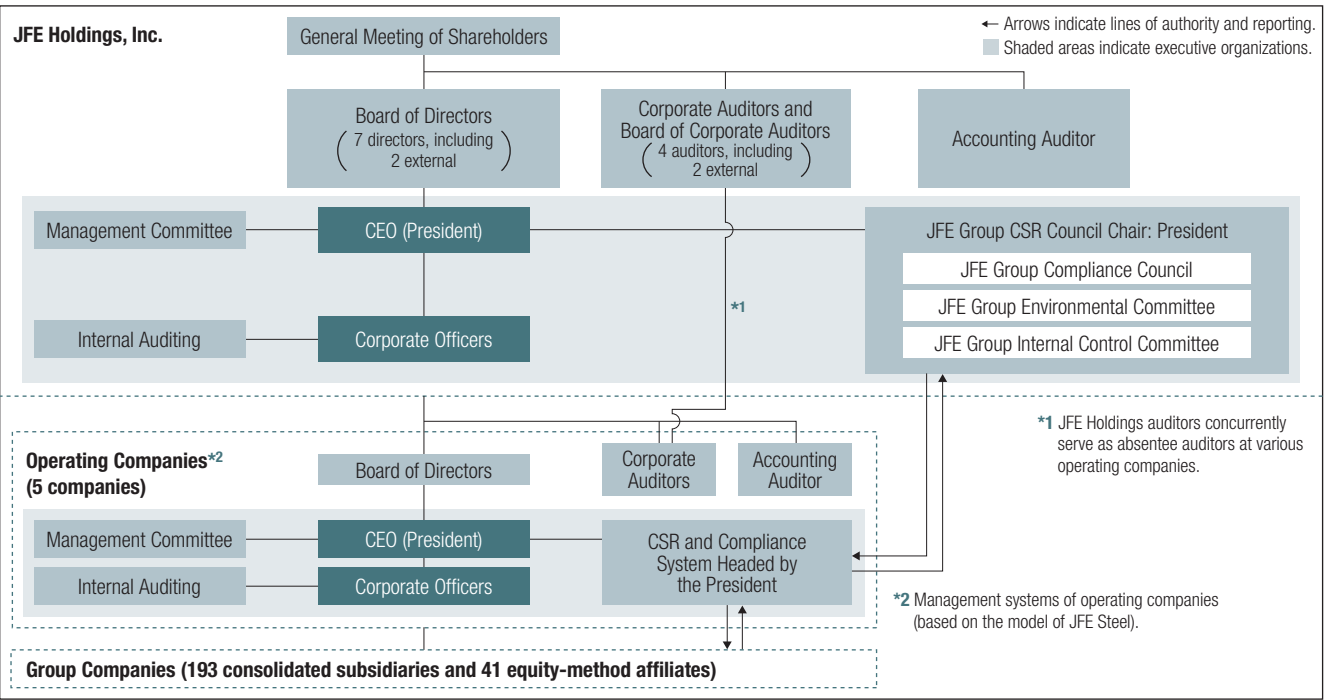 JFE Holdings, Inc.
General Meeting of Shareholders
← Arrows indicate lines of authority and reporting.
Shaded areas indicate executive organizations.
Board of Directors
( 7 directors, including
2 external )
Corporate Auditors and
Board of Corporate Auditors
( 4 auditors, including
2 external )
Accounting Auditor
Management Committee
CEO (President)
JFE Group CSR Council Chair: President
JFE Group Compliance Council
JFE Group Environmental Committee
JFE Group Internal Control Committee
*1
Internal Auditing
Corporate Officers
*1 JFE Holdings auditors concurrently
serve as absentee auditors at various
operating companies.
Operating Companies*2
(5 companies)
Board of Directors
Corporate
Auditors
Accounting
Auditor
Management Committee
CEO (President)
CSR and Compliance
System Headed by
the President
Internal Auditing
Corporate Officers
*2 Management systems of operating companies
(based on the model of JFE Steel).
Group Companies (193 consolidated subsidiaries and 41 equity-method affiliates)